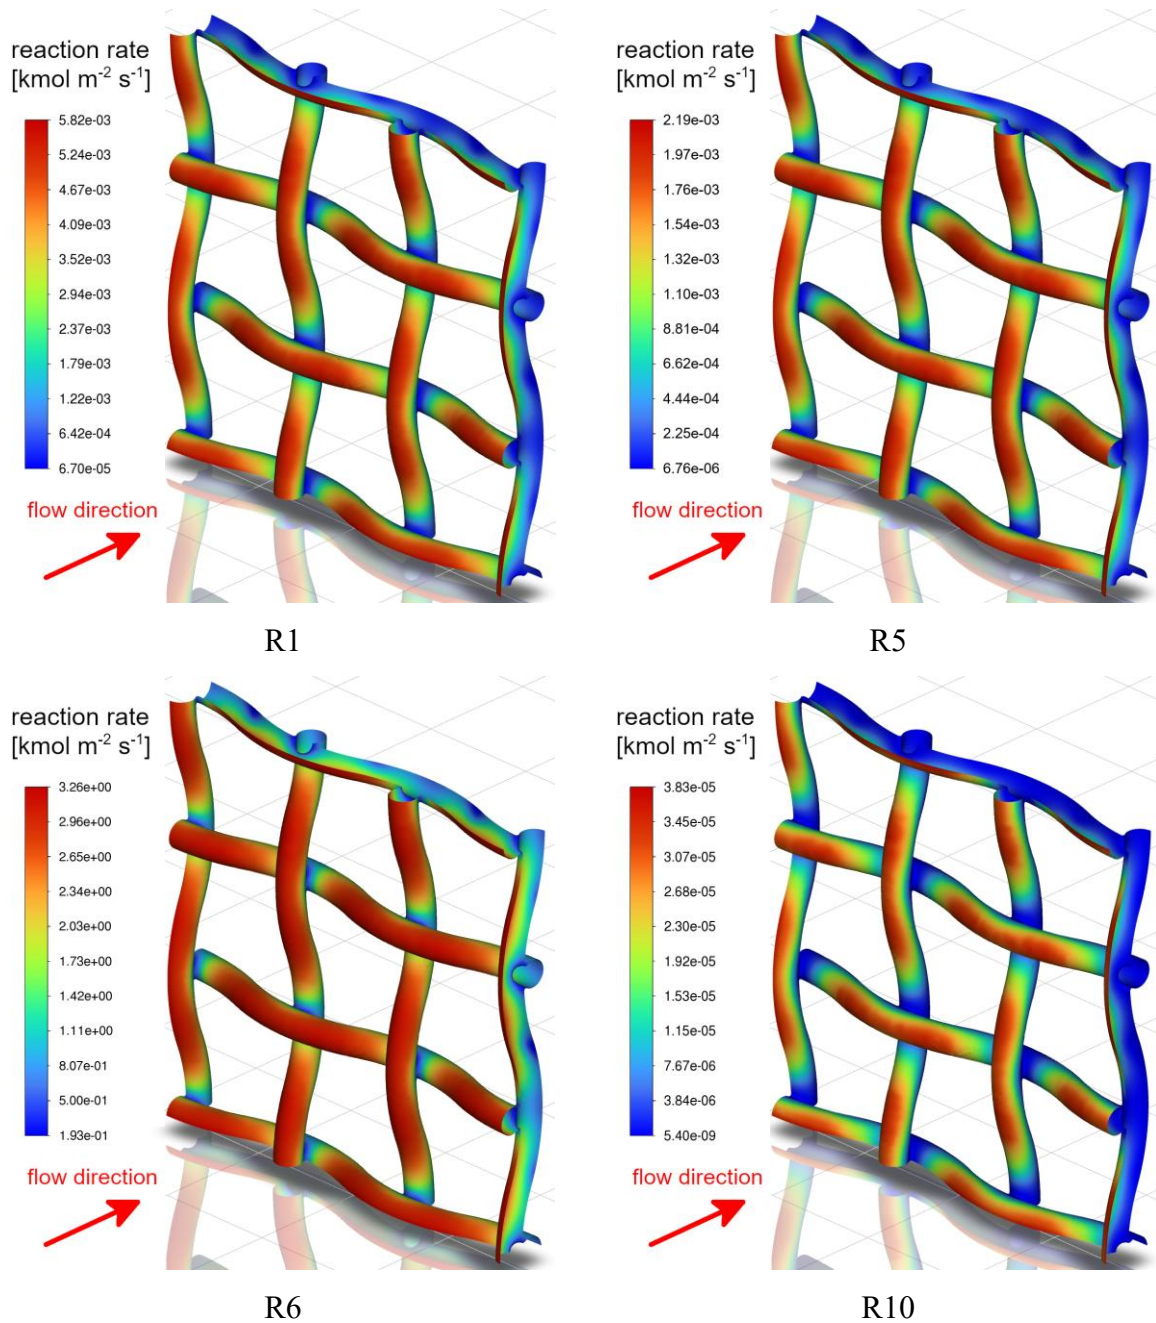 reaction rate
[kmol m⁻² s⁻¹]
5.82e-03
5.24e-03
4.67e-03
4.09e-03
3.52e-03
2.94e-03
2.37e-03
1.79e-03
1.22e-03
6.42e-04
6.70e-05
flow direction
R1
reaction rate
[kmol m⁻² s⁻¹]
2.19e-03
1.97e-03
1.76e-03
1.54e-03
1.32e-03
1.10e-03
8.81e-04
6.62e-04
4.44e-04
2.25e-04
6.76e-06
flow direction
R5
reaction rate
[kmol m⁻² s⁻¹]
3.26e+00
2.96e+00
2.65e+00
2.34e+00
2.03e+00
1.73e+00
1.42e+00
1.11e+00
8.07e-01
5.00e-01
1.93e-01
flow direction
R6
reaction rate
[kmol m⁻² s⁻¹]
3.83e-05
3.45e-05
3.07e-05
2.68e-05
2.30e-05
1.92e-05
1.53e-05
1.15e-05
7.67e-06
3.84e-06
5.40e-09
flow direction
R10